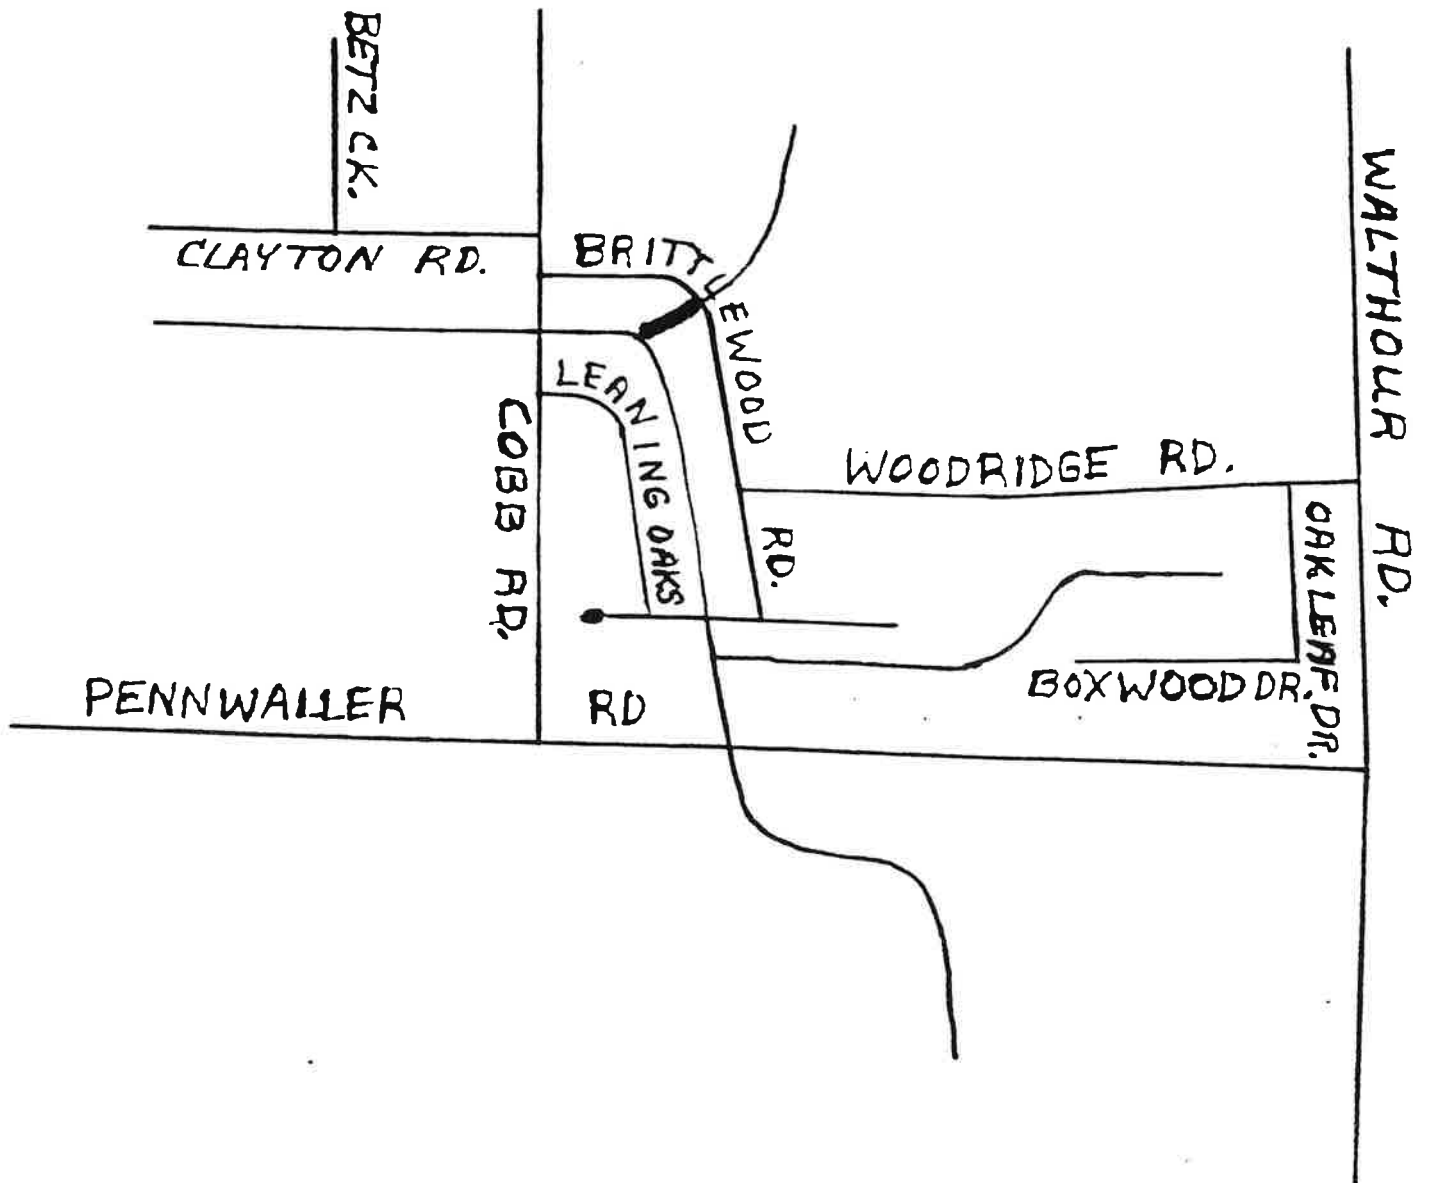 BETZ CK.
CLAYTON RD.
BRITTLEWOOD
RD.
LEANING OAKS
COBB RD.
WALTHOUR RD.
WOODRIDGE RD.
OAK LEAF DR.
BOXWOOD DR.
PENNWALLER RD